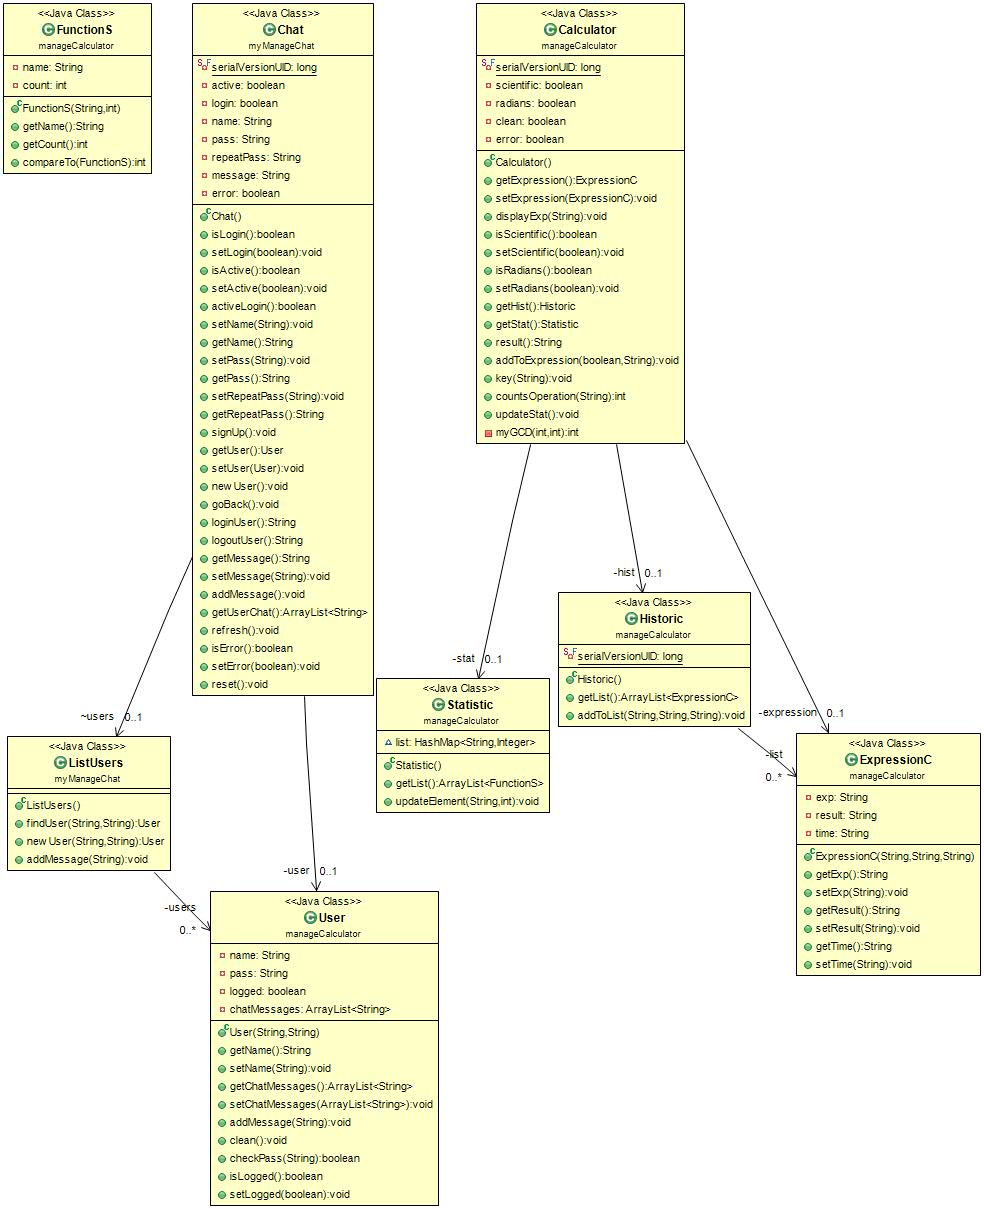 <<Java Class>>
FunctionS
manageCalculator
name: String
count: int
FunctionS(String,int)
getName():String
getCount():int
compareTo(FunctionS):int
<<Java Class>>
Chat
myManageChat
serialVersionUID: long
active: boolean
login: boolean
name: String
pass: String
repeatPass: String
message: String
error: boolean
Chat()
isLogin():boolean
setLogin(boolean):void
isActive():boolean
setActive(boolean):void
activeLogin():boolean
setName(String):void
getName():String
setPass(String):void
getPass():String
setRepeatPass(String):void
getRepeatPass():String
signUp():void
getUser():User
setUser(User):void
newUser():void
goBack():void
loginUser():String
logoutUser():String
getMessage():String
setMessage(String):void
addMessage():void
getUserChat():ArrayList<String>
refresh():void
isError():boolean
setError(boolean):void
reset():void
<<Java Class>>
Calculator
manageCalculator
serialVersionUID: long
scientific: boolean
radians: boolean
clean: boolean
error: boolean
Calculator()
getExpression():ExpressionC
setExpression(ExpressionC):void
displayExp(String):void
isScientific():boolean
setScientific(boolean):void
isRadians():boolean
setRadians(boolean):void
getHist():Historic
getStat():Statistic
result():String
addToExpression(boolean,String):void
key(String):void
countsOperation(String):int
updateStat():void
myGCD(int,int):int
-hist 0..1
-stat 0..1
~users 0..1
-expression 0..1
<<Java Class>>
Historic
manageCalculator
serialVersionUID: long
Historic()
getList():ArrayList<ExpressionC>
addToList(String,String,String):void
-list
0..*
<<Java Class>>
Statistic
manageCalculator
list: HashMap<String,Integer>
Statistic()
getList():ArrayList<FunctionS>
updateElement(String,int):void
<<Java Class>>
ListUsers
myManageChat
ListUsers()
findUser(String,String):User
newUser(String,String):User
addMessage(String):void
<<Java Class>>
ExpressionC
manageCalculator
exp: String
result: String
time: String
ExpressionC(String,String,String)
getExp():String
setExp(String):void
getResult():String
setResult(String):void
getTime():String
setTime(String):void
-user 0..1
-users
0..*
<<Java Class>>
User
manageCalculator
name: String
pass: String
logged: boolean
chatMessages: ArrayList<String>
User(String,String)
getName():String
setName(String):void
getChatMessages():ArrayList<String>
setChatMessages(ArrayList<String>):void
addMessage(String):void
clean():void
checkPass(String):boolean
isLogged():boolean
setLogged(boolean):void